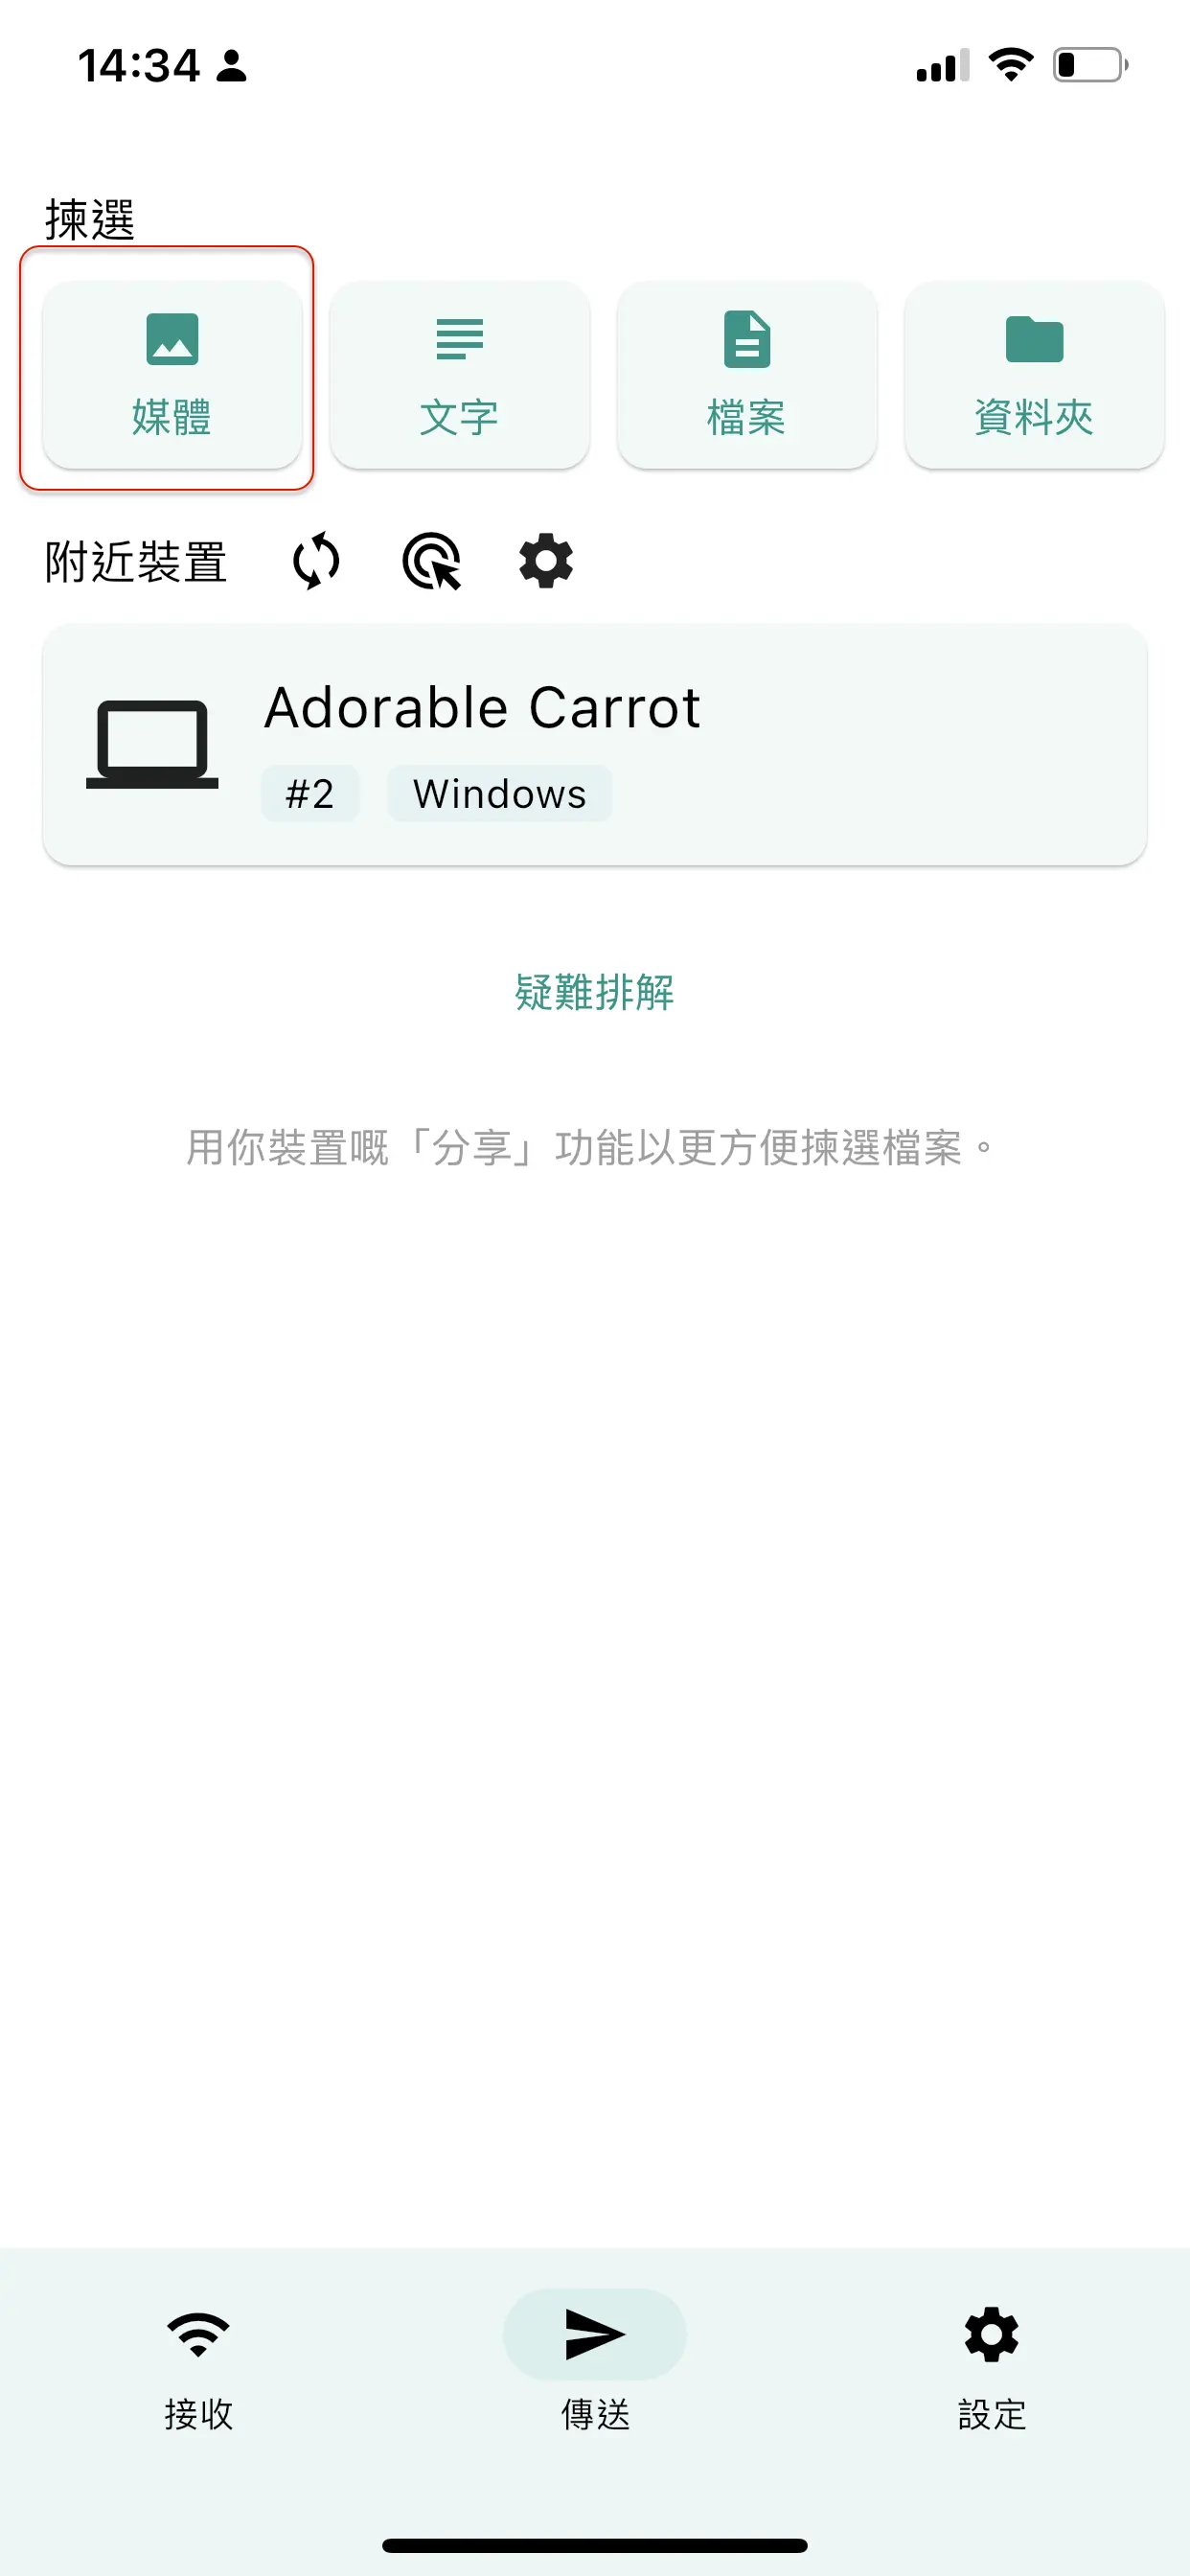 14:34
揀選
媒體
文字
檔案
資料夾
附近裝置
Adorable Carrot
#2
Windows
疑難排解
用你裝置嘅「分享」功能以更方便揀選檔案。
接收
傳送
設定